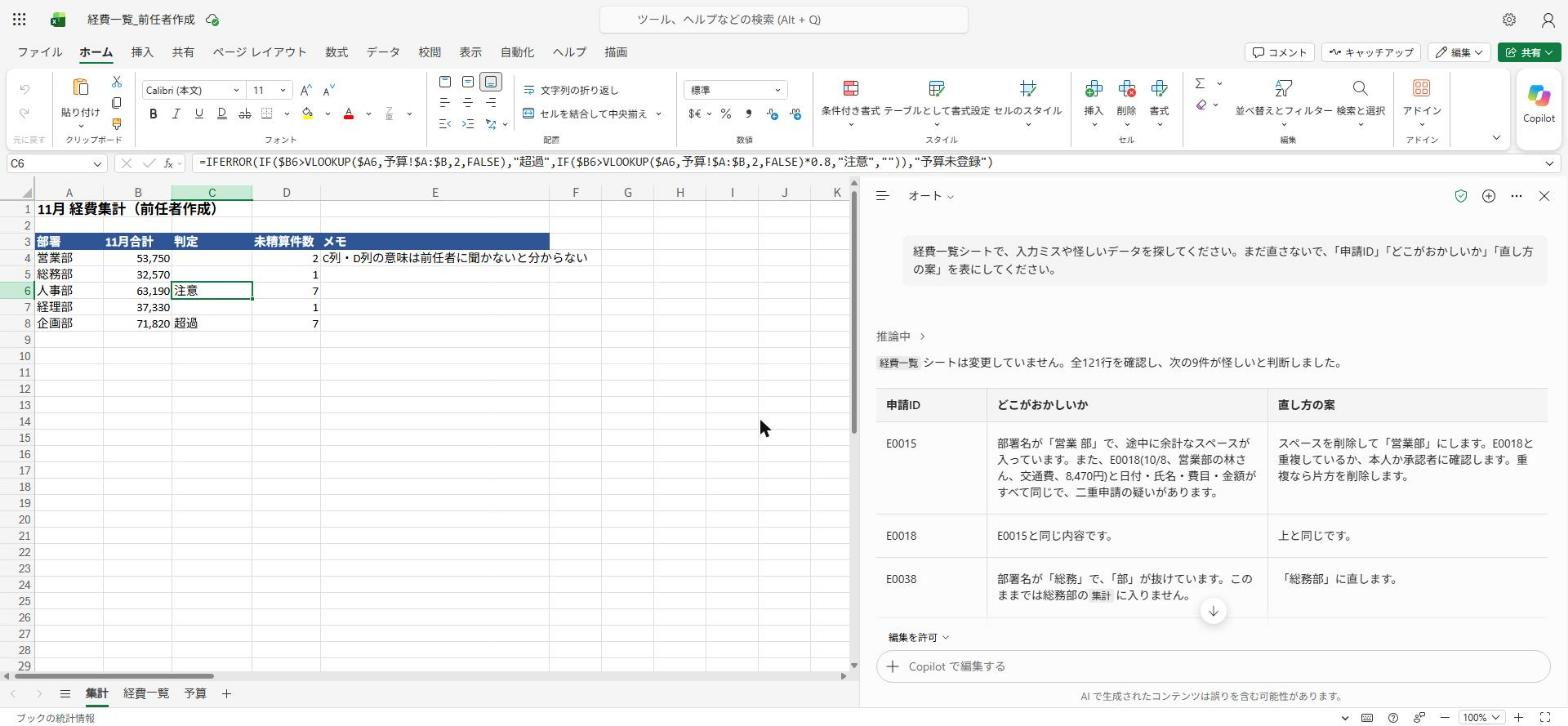 経費一覧_前任者作成
ツール、ヘルプなどの検索 (Alt + Q)
ファイル ホーム 挿入 共有 ページ レイアウト 数式 データ 校閲 表示 自動化 ヘルプ 描画
コメント キャッチアップ 編集 共有
貼り付け
Calibri (本文) 11
B I U D ab A
文字列の折り返し
セルを結合して中央揃え
標準
$€ %
条件付き書式 テーブルとして書式設定 セルのスタイル
挿入 削除 書式
Σ
並べ替えとフィルター 検索と選択
アドイン
Copilot
元に戻す クリップボード フォント 配置 数値 スタイル セル 編集 アドイン
C6 fx =IFERROR(IF($B6>VLOOKUP($A6,予算!$A:$B,2,FALSE),"超過",IF($B6>VLOOKUP($A6,予算!$A:$B,2,FALSE)*0.8,"注意","")),"予算未登録")
A B C D E F G H I J K
1 11月 経費集計（前任者作成）
2
3 部署 11月合計 判定 未精算件数 メモ
4 営業部 53,750 2 C列・D列の意味は前任者に聞かないと分からない
5 総務部 32,570 1
6 人事部 63,190 注意 7
7 経理部 37,330 1
8 企画部 71,820 超過 7
9
10
11
12
13
14
15
16
17
18
19
20
21
22
23
24
25
26
27
28
29
集計 経費一覧 予算
ブックの統計情報
オート
経費一覧シートで、入力ミスや怪しいデータを探してください。まだ直さないで、「申請ID」「どこがおかしいか」「直し方
の案」を表にしてください。
推論中
経費一覧 シートは変更していません。全121行を確認し、次の9件が怪しいと判断しました。
申請ID どこがおかしいか 直し方の案
E0015
部署名が「営業 部」で、途中に余計なスペースが
入っています。また、E0018(10/8、営業部の林さ
ん、交通費、8,470円)と日付・氏名・費目・金額が
すべて同じで、二重申請の疑いがあります。
スペースを削除して「営業部」にします。E0018と
重複しているか、本人か承認者に確認します。重
複なら片方を削除します。
E0018 E0015と同じ内容です。 上と同じです。
E0038
部署名が「総務」で、「部」が抜けています。この
ままでは総務部の 集計 に入りません。
「総務部」に直します。
編集を許可
Copilot で編集する
AI で生成されたコンテンツは誤りを含む可能性があります。
100%